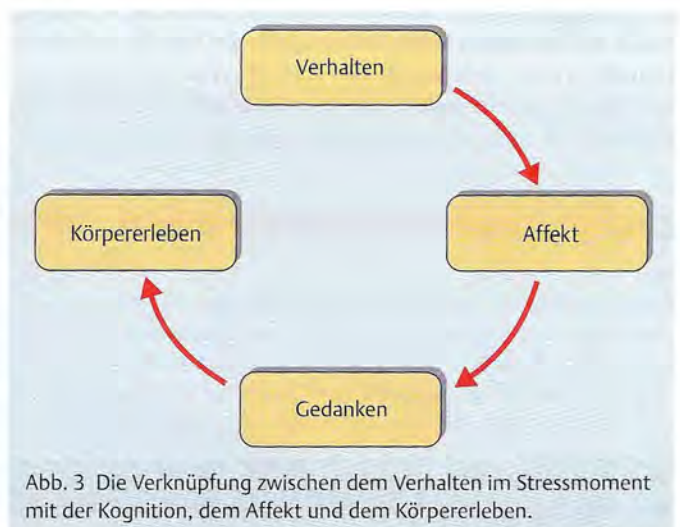 Verhalten
Körpererleben
Affekt
Gedanken
Abb. 3 Die Verknüpfung zwischen dem Verhalten im Stressmoment
mit der Kognition, dem Affekt und dem Körpererleben.